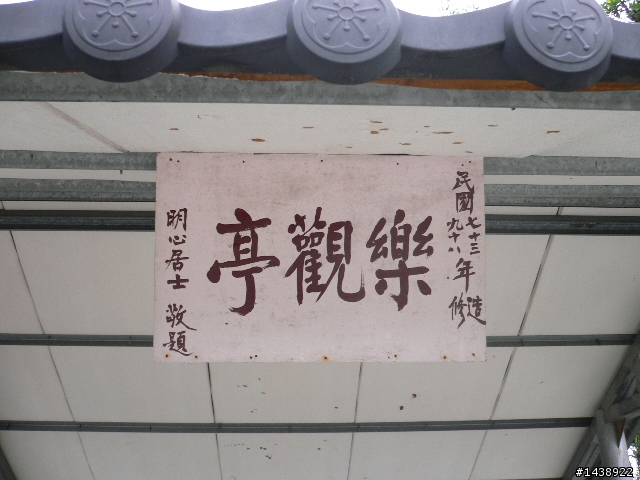 民國七十三 九十八年造 修
樂觀亭
明心居士 敬題
#1438922